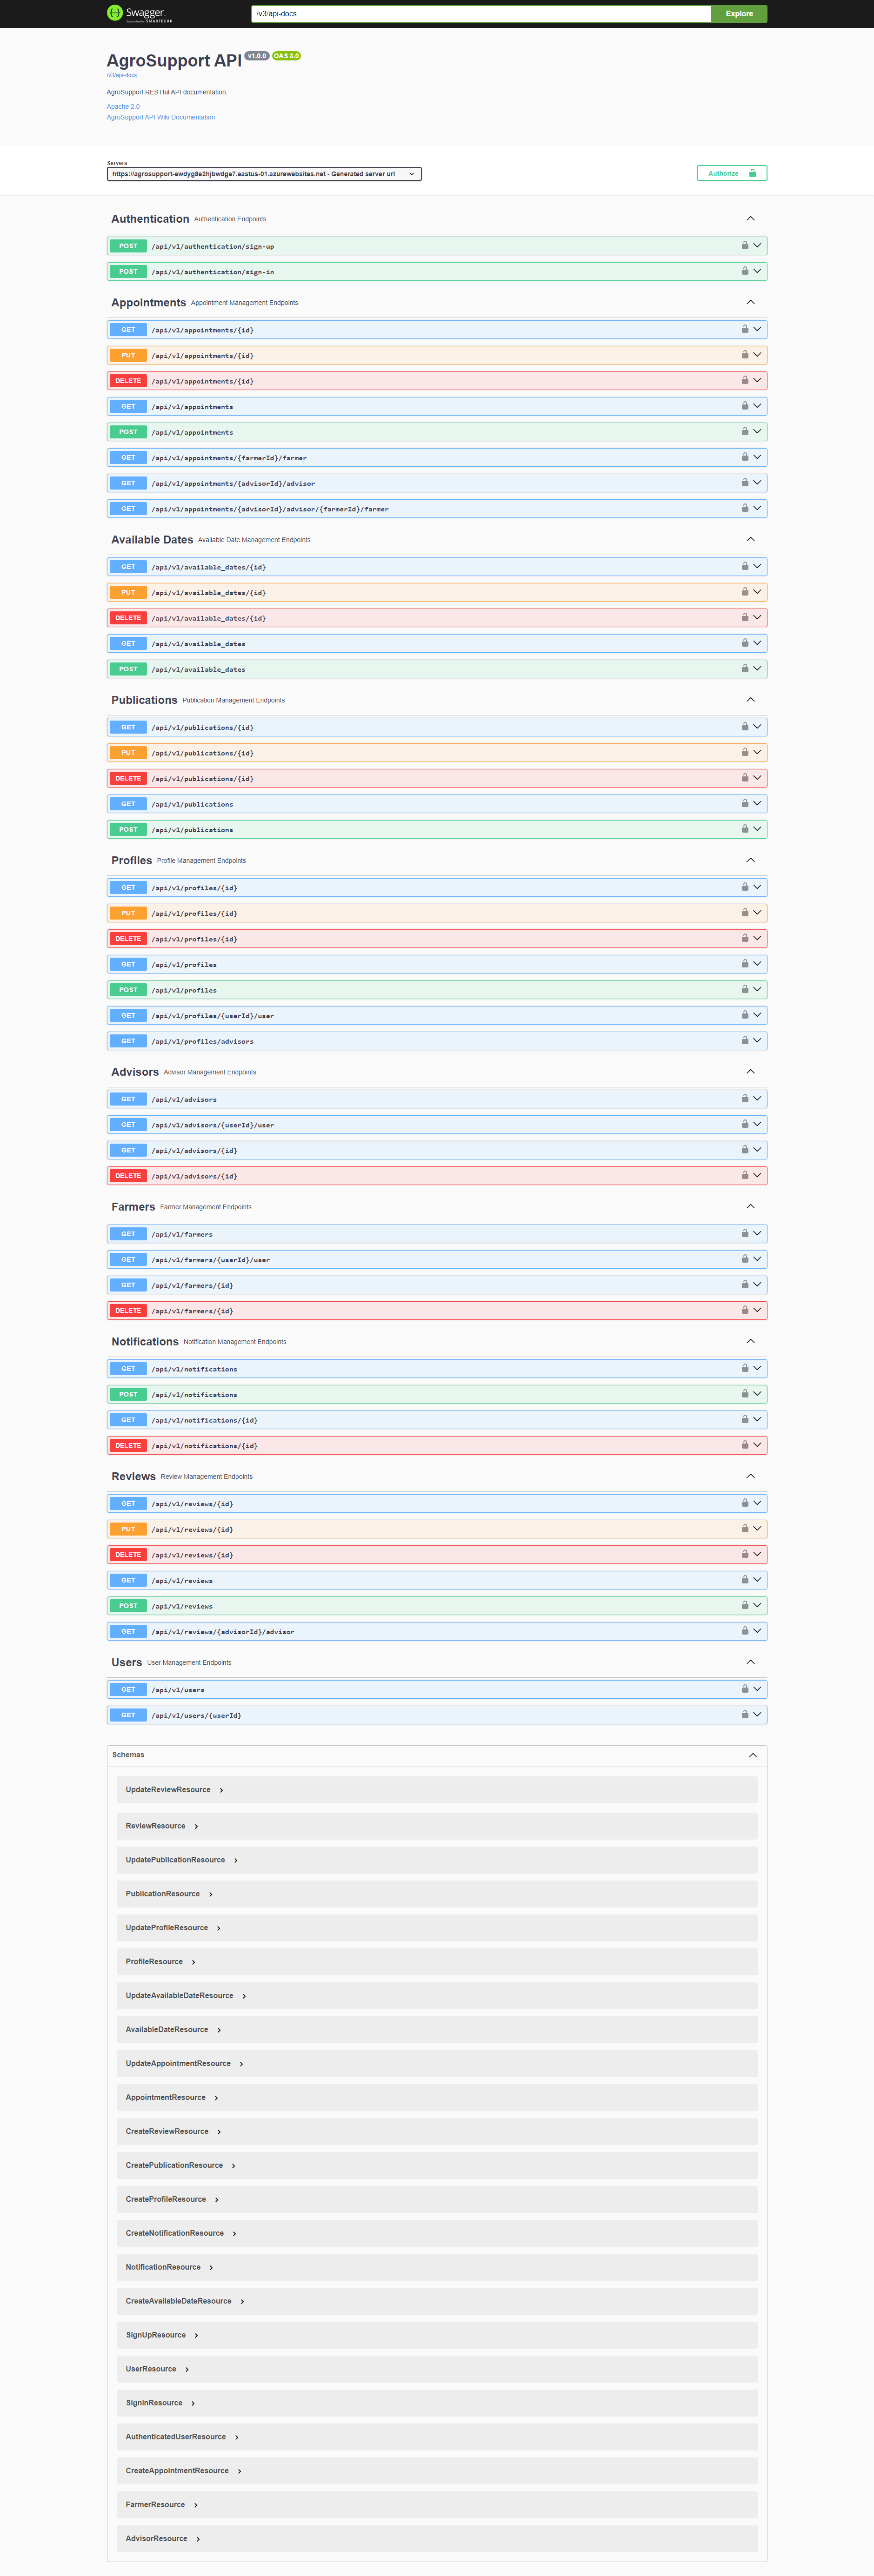 Swagger
Supported by SMARTBEAR
/v3/api-docs
Explore
AgroSupport API v1.0.0 OAS 3.0
/v3/api-docs
AgroSupport RESTful API documentation.
Apache 2.0
AgroSupport API Wiki Documentation
Servers
https://agrosupport-ewdyg8e2hjbwdge7.eastus-01.azurewebsites.net - Generated server url
Authorize
Authentication Authentication Endpoints
POST /api/v1/authentication/sign-up
POST /api/v1/authentication/sign-in
Appointments Appointment Management Endpoints
GET /api/v1/appointments/{id}
PUT /api/v1/appointments/{id}
DELETE /api/v1/appointments/{id}
GET /api/v1/appointments
POST /api/v1/appointments
GET /api/v1/appointments/{farmerId}/farmer
GET /api/v1/appointments/{advisorId}/advisor
GET /api/v1/appointments/{advisorId}/advisor/{farmerId}/farmer
Available Dates Available Date Management Endpoints
GET /api/v1/available_dates/{id}
PUT /api/v1/available_dates/{id}
DELETE /api/v1/available_dates/{id}
GET /api/v1/available_dates
POST /api/v1/available_dates
Publications Publication Management Endpoints
GET /api/v1/publications/{id}
PUT /api/v1/publications/{id}
DELETE /api/v1/publications/{id}
GET /api/v1/publications
POST /api/v1/publications
Profiles Profile Management Endpoints
GET /api/v1/profiles/{id}
PUT /api/v1/profiles/{id}
DELETE /api/v1/profiles/{id}
GET /api/v1/profiles
POST /api/v1/profiles
GET /api/v1/profiles/{userId}/user
GET /api/v1/profiles/advisors
Advisors Advisor Management Endpoints
GET /api/v1/advisors
GET /api/v1/advisors/{userId}/user
GET /api/v1/advisors/{id}
DELETE /api/v1/advisors/{id}
Farmers Farmer Management Endpoints
GET /api/v1/farmers
GET /api/v1/farmers/{userId}/user
GET /api/v1/farmers/{id}
DELETE /api/v1/farmers/{id}
Notifications Notification Management Endpoints
GET /api/v1/notifications
POST /api/v1/notifications
GET /api/v1/notifications/{id}
DELETE /api/v1/notifications/{id}
Reviews Review Management Endpoints
GET /api/v1/reviews/{id}
PUT /api/v1/reviews/{id}
DELETE /api/v1/reviews/{id}
GET /api/v1/reviews
POST /api/v1/reviews
GET /api/v1/reviews/{advisorId}/advisor
Users User Management Endpoints
GET /api/v1/users
GET /api/v1/users/{userId}
Schemas
UpdateReviewResource
ReviewResource
UpdatePublicationResource
PublicationResource
UpdateProfileResource
ProfileResource
UpdateAvailableDateResource
AvailableDateResource
UpdateAppointmentResource
AppointmentResource
CreateReviewResource
CreatePublicationResource
CreateProfileResource
CreateNotificationResource
NotificationResource
CreateAvailableDateResource
SignUpResource
UserResource
SignInResource
AuthenticatedUserResource
CreateAppointmentResource
FarmerResource
AdvisorResource